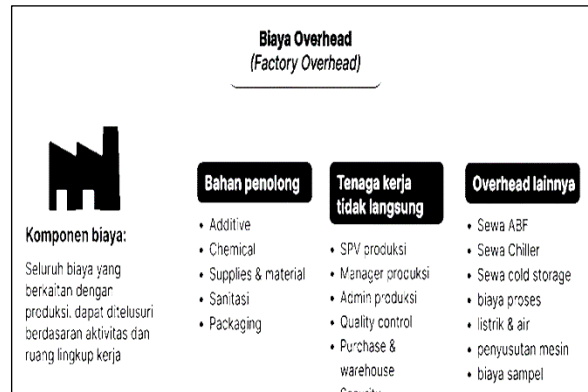 Biaya Overhead
(Factory Overhead)
Komponen biaya:
Seluruh biaya yang
berkaitan dengan
produksi, dapat ditelusuri
berdasaran aktivitas dan
ruang lingkup kerja
Bahan penolong
• Additive
• Chemical
• Supplies & material
• Sanitasi
• Packaging
Tenaga kerja
tidak langsung
• SPV produksi
• Manager produksi
• Admin produksi
• Quality control
• Purchase &
warehouse
Overhead lainnya
• Sewa ABF
• Sewa Chiller
• Sewa cold storage
• biaya proses
• listrik & air
• penyusutan mesin
• biaya sampel